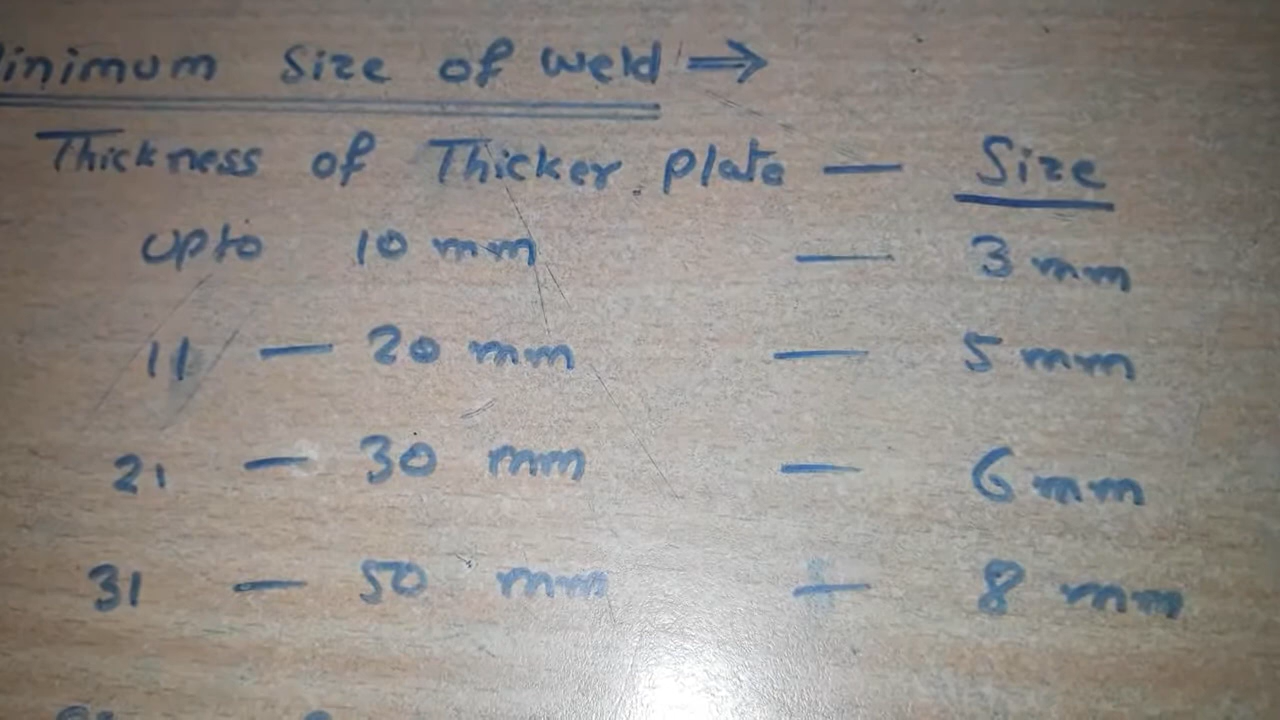 inimum Size of weld ⇒
Thickness of Thicker plate — Size
upto 10 mm — 3 mm
11 — 20 mm — 5 mm
21 — 30 mm — 6 mm
31 — 50 mm — 8 mm